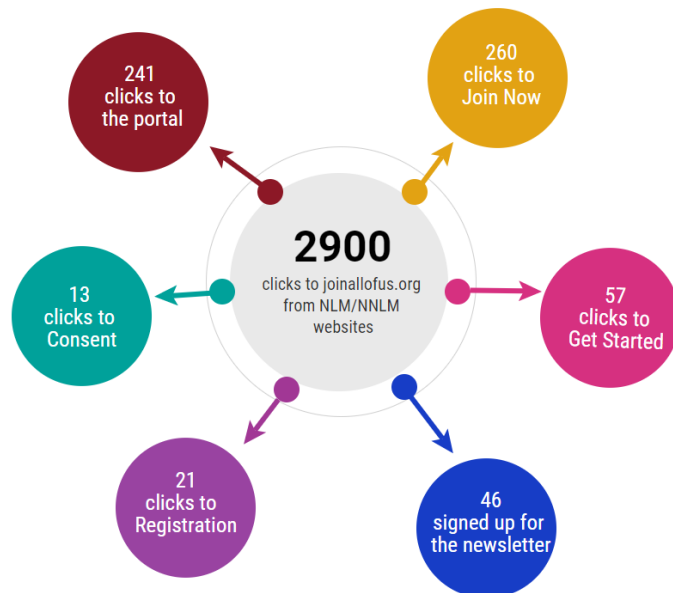 241
clicks to
the portal
260
clicks to
Join Now
2900
clicks to joinallofus.org
from NLM/NNLM
websites
13
clicks to
Consent
57
clicks to
Get Started
21
clicks to
Registration
46
signed up for
the newsletter